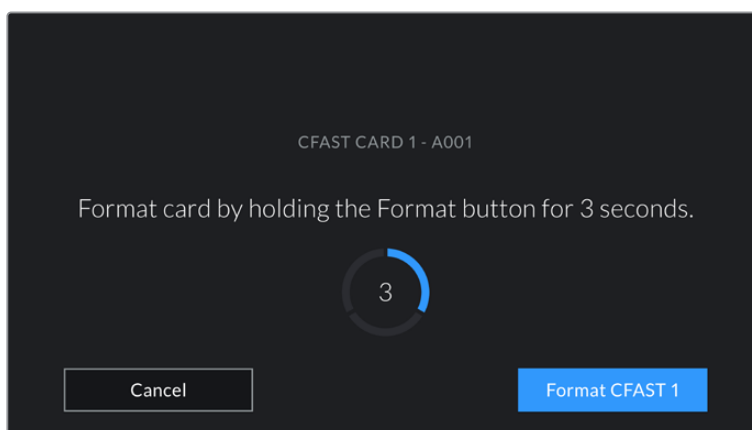 CFAST CARD 1 - A001
Format card by holding the Format button for 3 seconds.
3
Cancel
Format CFAST 1